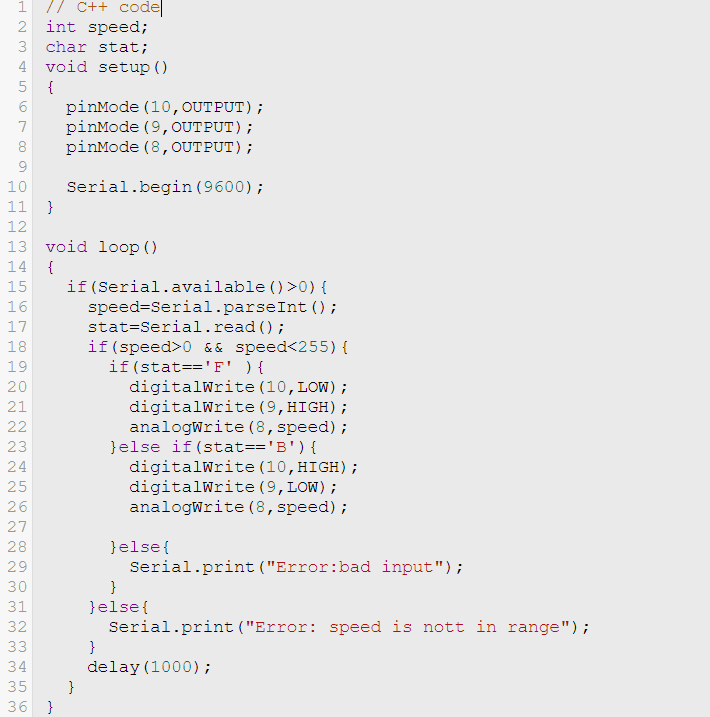 1 // C++ code
2 int speed;
3 char stat;
4 void setup()
5 {
6   pinMode(10,OUTPUT);
7   pinMode(9,OUTPUT);
8   pinMode(8,OUTPUT);
9
10   Serial.begin(9600);
11 }
12
13 void loop()
14 {
15   if(Serial.available()>0){
16     speed=Serial.parseInt();
17     stat=Serial.read();
18     if(speed>0 && speed<255){
19       if(stat=='F' ){
20         digitalWrite(10,LOW);
21         digitalWrite(9,HIGH);
22         analogWrite(8,speed);
23       }else if(stat=='B'){
24         digitalWrite(10,HIGH);
25         digitalWrite(9,LOW);
26         analogWrite(8,speed);
27
28       }else{
29         Serial.print("Error:bad input");
30       }
31     }else{
32       Serial.print("Error: speed is nott in range");
33     }
34     delay(1000);
35   }
36 }